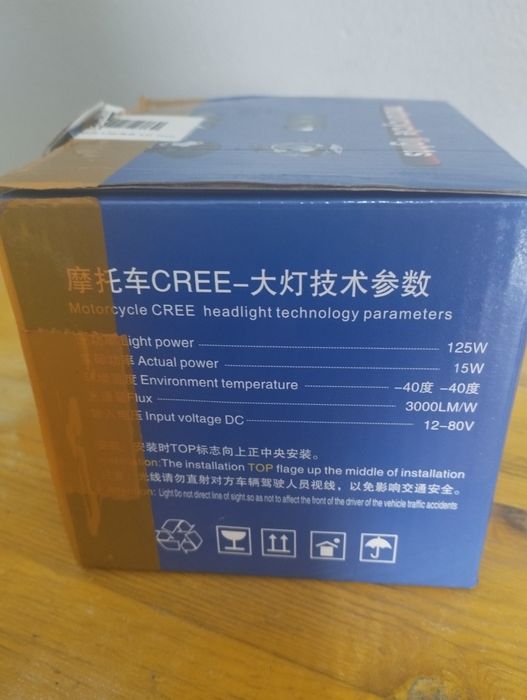 摩托车CREE-大灯技术参数
Motorcycle CREE headlight technology parameters
Light power 125W
Actual power 15W
Environment temperature -40度 -40度
Flux 3000LM/W
Input voltage DC 12-80V
安装时TOP标志向上正中央安装。
The installation TOP flage up the middle of installation
光线请勿直射对方车辆驾驶人员视线，以免影响交通安全。
Light Do not direct line of sight.so as not to affect the front of the driver of the vehicle traffic accidents